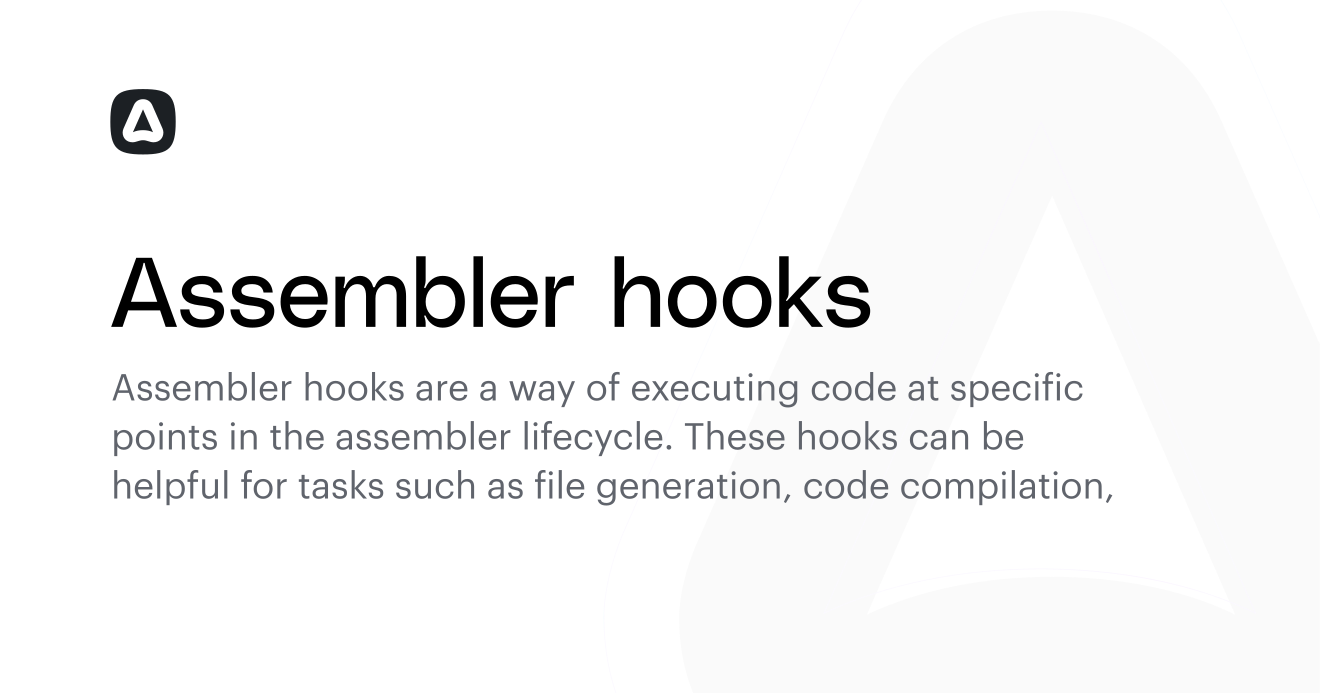 Assembler hooks
Assembler hooks are a way of executing code at specific
points in the assembler lifecycle. These hooks can be
helpful for tasks such as file generation, code compilation,